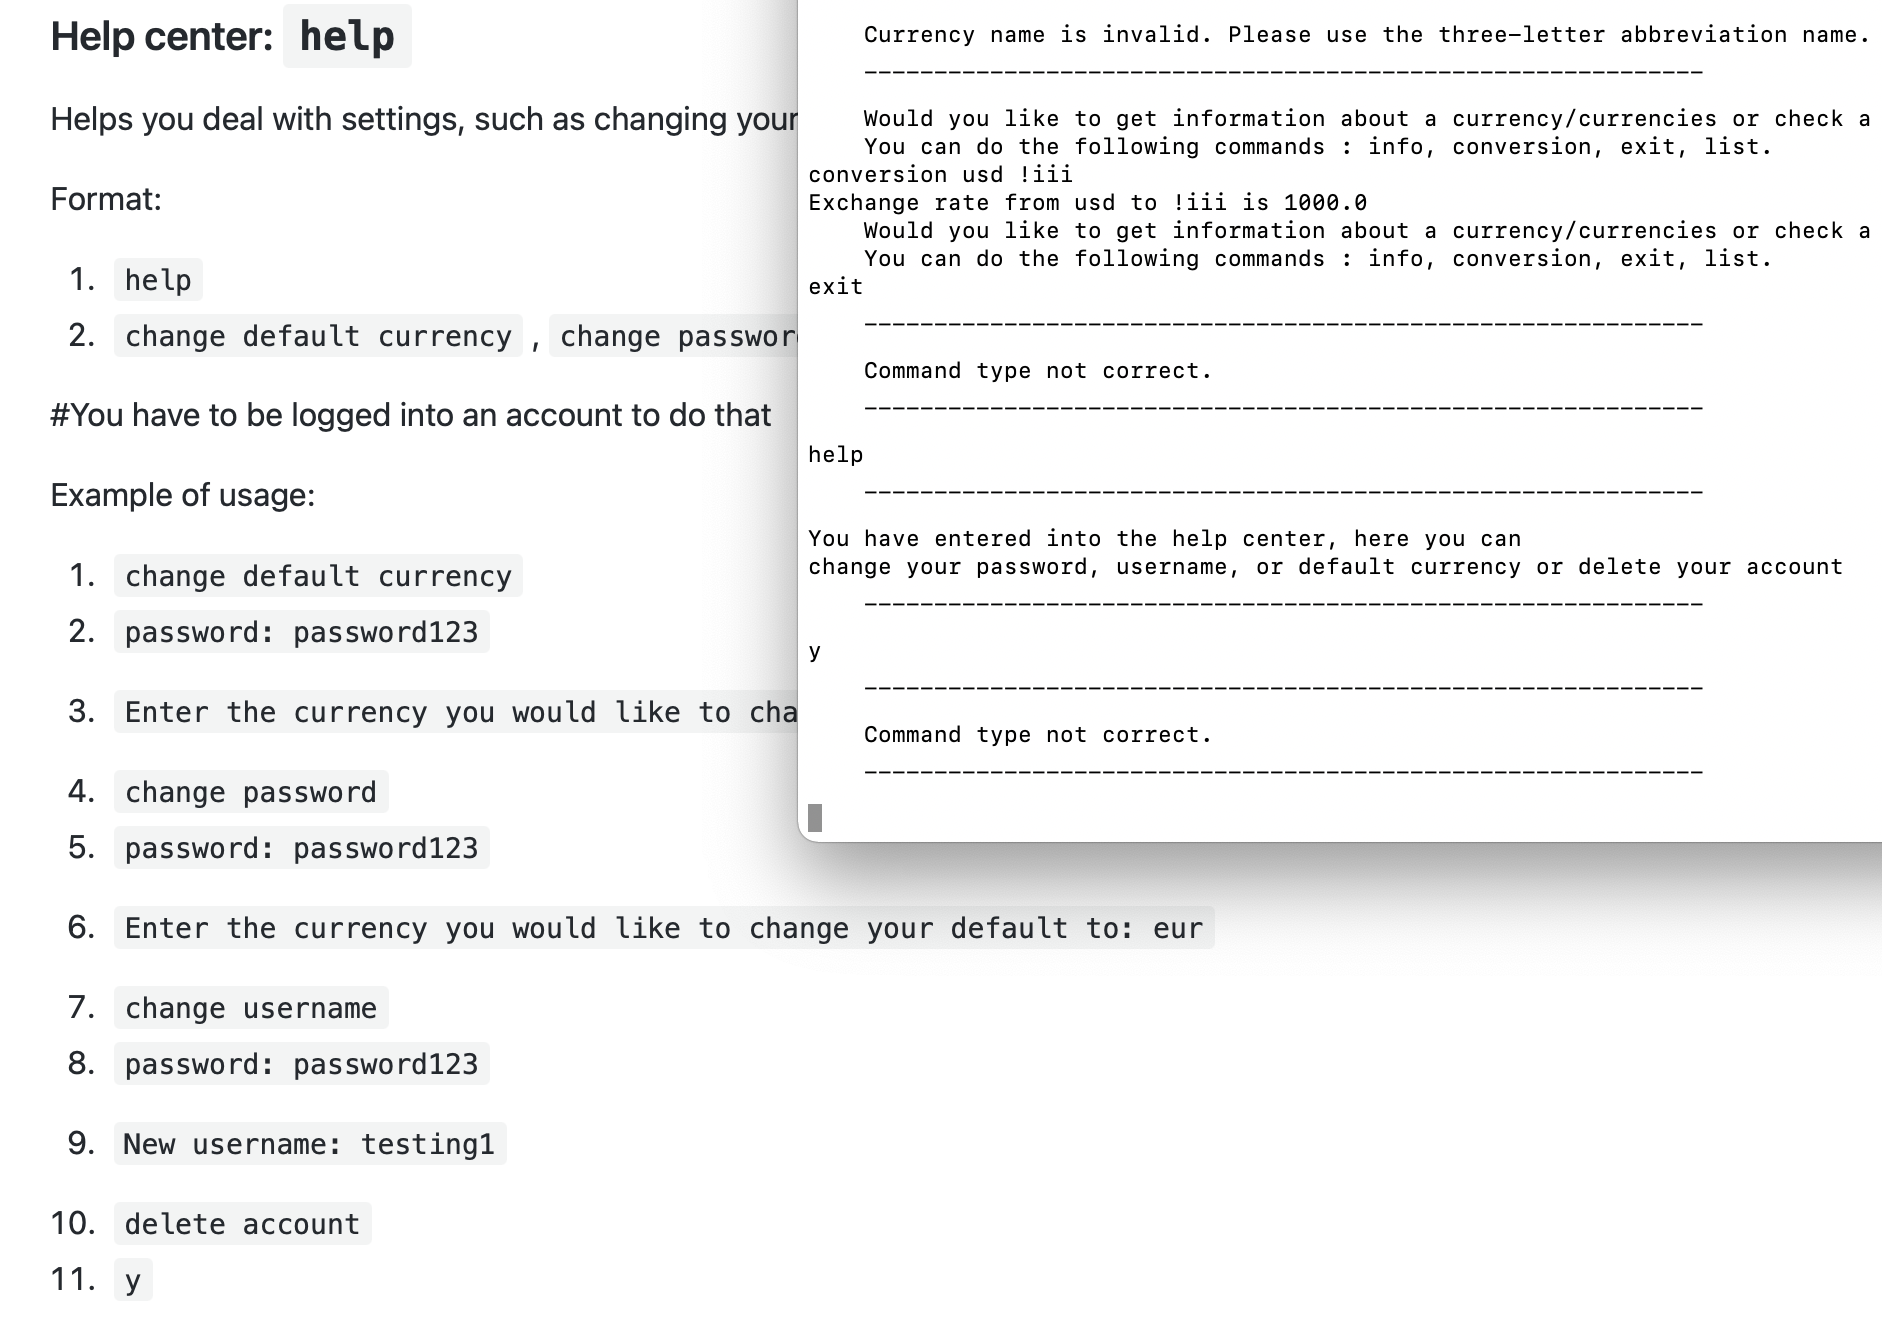 Help center: help
Helps you deal with settings, such as changing your
Format:
1. help
2. change default currency , change passwor
#You have to be logged into an account to do that
Example of usage:
1. change default currency
2. password: password123
3. Enter the currency you would like to cha
4. change password
5. password: password123
6. Enter the currency you would like to change your default to: eur
7. change username
8. password: password123
9. New username: testing1
10. delete account
11. y
Currency name is invalid. Please use the three-letter abbreviation name.
____________________________________________________________
Would you like to get information about a currency/currencies or check a
You can do the following commands : info, conversion, exit, list.
conversion usd !iii
Exchange rate from usd to !iii is 1000.0
Would you like to get information about a currency/currencies or check a
You can do the following commands : info, conversion, exit, list.
exit
____________________________________________________________
Command type not correct.
____________________________________________________________
help
____________________________________________________________
You have entered into the help center, here you can
change your password, username, or default currency or delete your account
____________________________________________________________
y
____________________________________________________________
Command type not correct.
____________________________________________________________